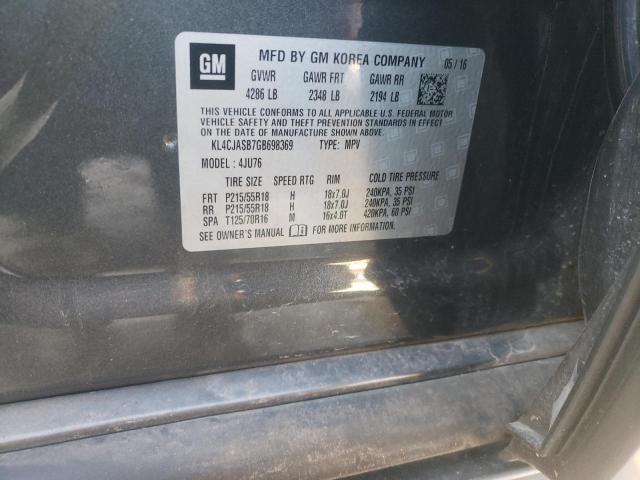 GM MFD BY GM KOREA COMPANY 05 / 16
GVWR GAWR FRT GAWR RR
4286 LB 2348 LB 2194 LB
THIS VEHICLE CONFORMS TO ALL APPLICABLE U.S. FEDERAL MOTOR
VEHICLE SAFETY AND THEFT PREVENTION STANDARDS IN EFFECT ON
THE DATE OF MANUFACTURE SHOWN ABOVE.
KL4CJASB7GB698369 TYPE: MPV
MODEL : 4JU76
TIRE SIZE SPEED RTG RIM COLD TIRE PRESSURE
FRT P215/55R18 H 18x7.0J 240KPA, 35 PSI
RR P215/55R18 H 18x7.0J 240KPA, 35 PSI
SPA T125/70R16 M 16x4.0T 420KPA, 60 PSI
SEE OWNER'S MANUAL FOR MORE INFORMATION.